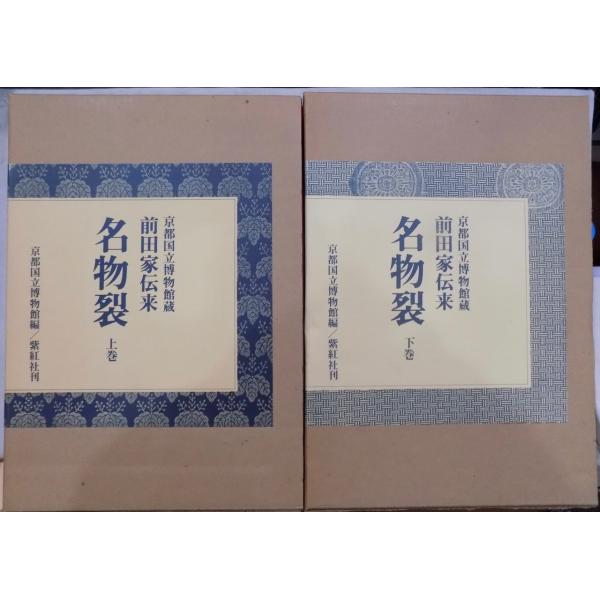 京都国立博物館蔵
前田家伝来
名物裂
上巻
京都国立博物館編/紫紅社刊
京都国立博物館蔵
前田家伝来
名物裂
下巻
京都国立博物館編/紫紅社刊